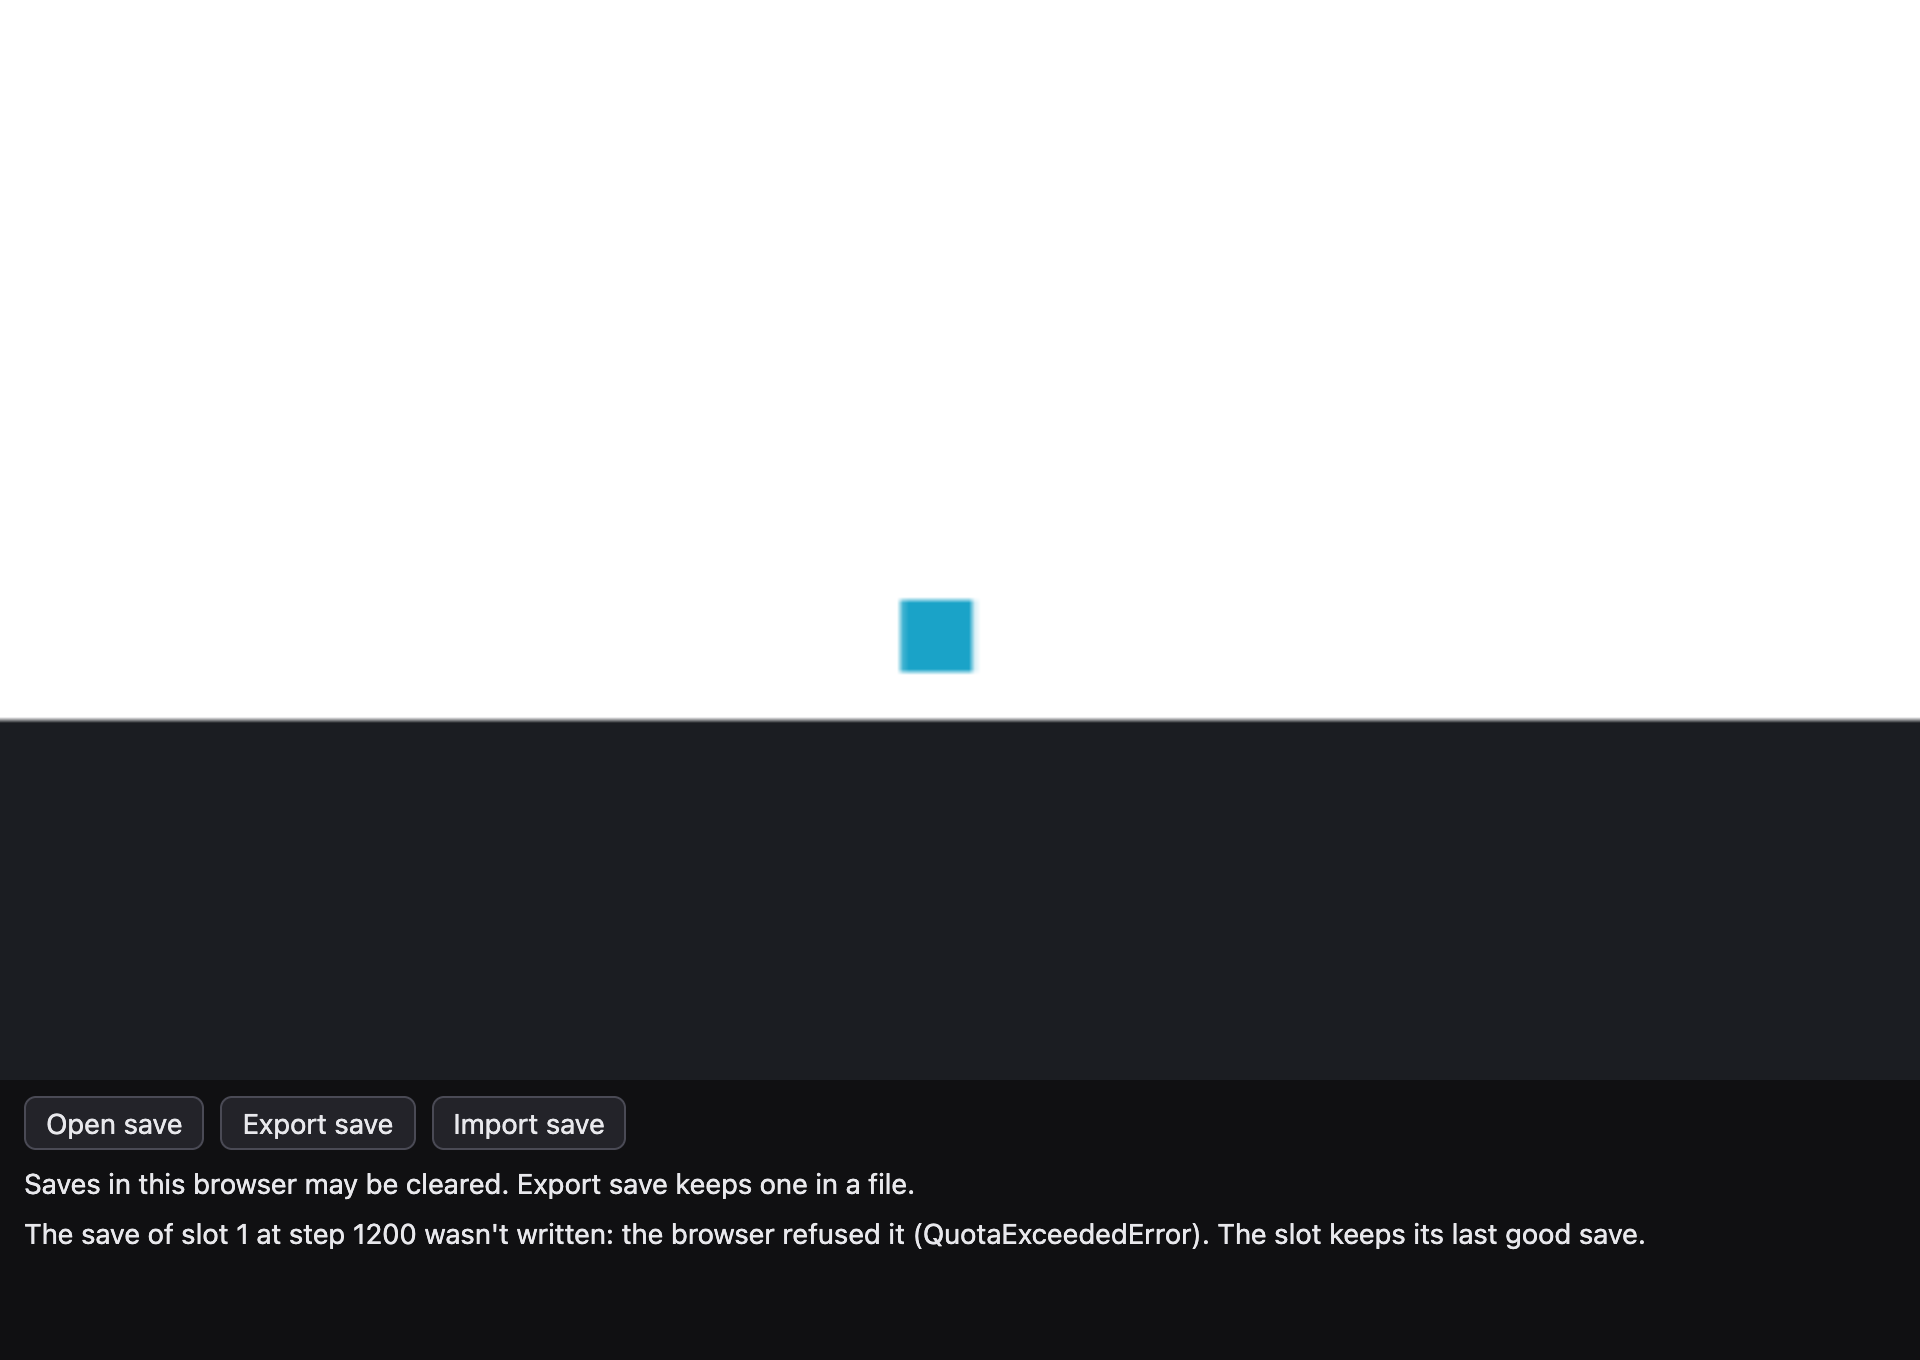 Open save Export save Import save
Saves in this browser may be cleared. Export save keeps one in a file.
The save of slot 1 at step 1200 wasn't written: the browser refused it (QuotaExceededError). The slot keeps its last good save.